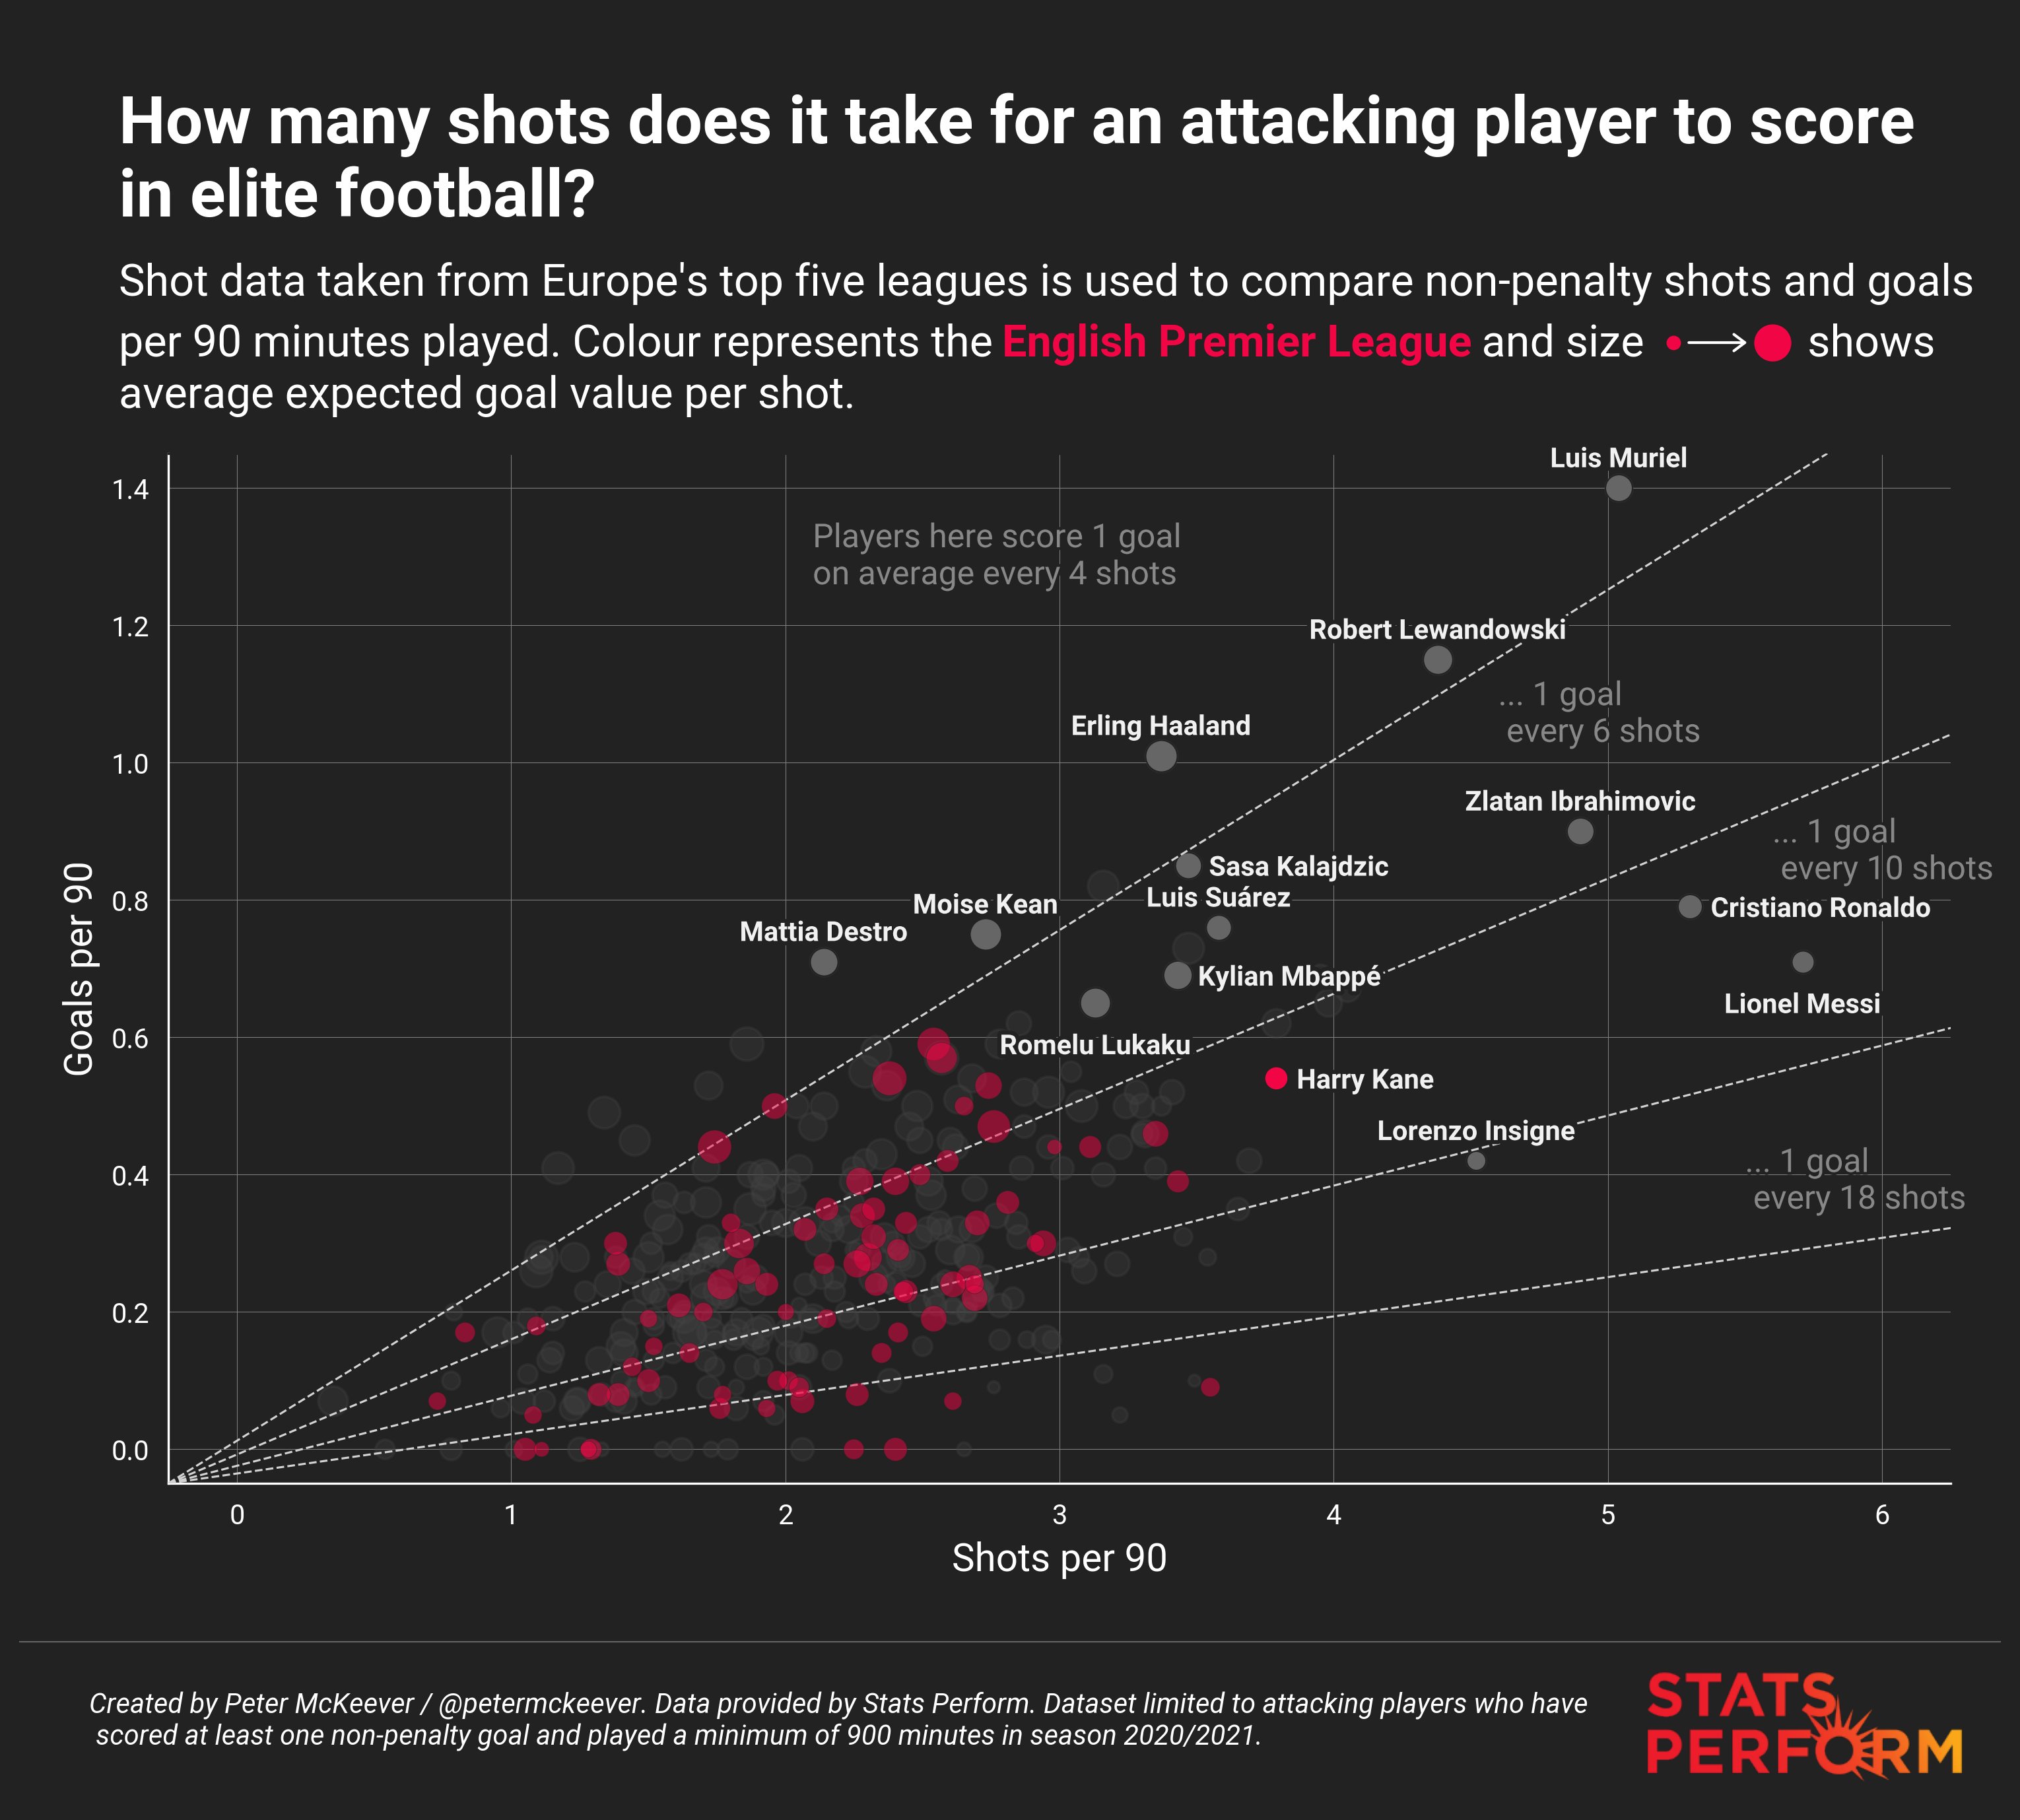 How many shots does it take for an attacking player to score
in elite football?
Shot data taken from Europe's top five leagues is used to compare non-penalty shots and goals
per 90 minutes played. Colour represents the English Premier League and size shows
average expected goal value per shot.
Luis Muriel
1.4
Players here score 1 goal
on average every 4 shots
1.2
Robert Lewandowski
... 1 goal
every 6 shots
Erling Haaland
1.0
Zlatan Ibrahimovic
... 1 goal
every 10 shots
Sasa Kalajdzic
Luis Suárez
0.8
Moise Kean
Cristiano Ronaldo
Mattia Destro
Kylian Mbappé
Lionel Messi
Goals per 90
0.6
Romelu Lukaku
Harry Kane
Lorenzo Insigne
0.4
... 1 goal
every 18 shots
0.2
0.0
0 1 2 3 4 5 6
Shots per 90
Created by Peter McKeever / @petermckeever. Data provided by Stats Perform. Dataset limited to attacking players who have
scored at least one non-penalty goal and played a minimum of 900 minutes in season 2020/2021.
STATS
PERFORM